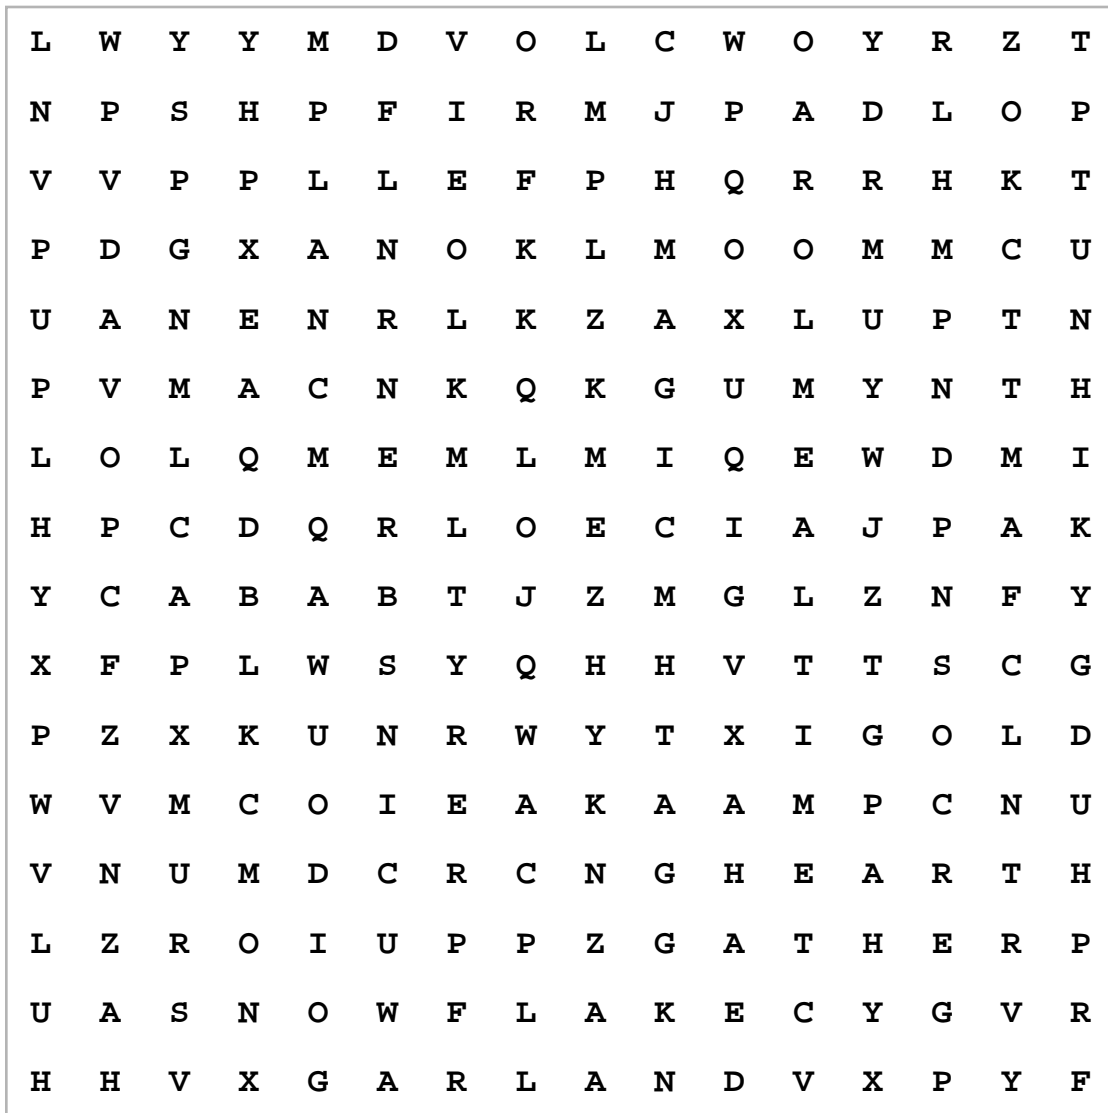 L W Y Y M D V O L C W O Y R Z T
N P S H P F I R M J P A D L O P
V V P P L L E F P H Q R R H K T
P D G X A N O K L M O O M M C U
U A N E N R L K Z A X L U P T N
P V M A C N K Q K G U M Y N T H
L O L Q M E M L M I Q E W D M I
H P C D Q R L O E C I A J P A K
Y C A B A B T J Z M G L Z N F Y
X F P L W S Y Q H H V T T S C G
P Z X K U N R W Y T X I G O L D
W V M C O I E A K A A M P C N U
V N U M D C R C N G H E A R T H
L Z R O I U P P Z G A T H E R P
U A S N O W F L A K E C Y G V R
H H V X G A R L A N D V X P Y F